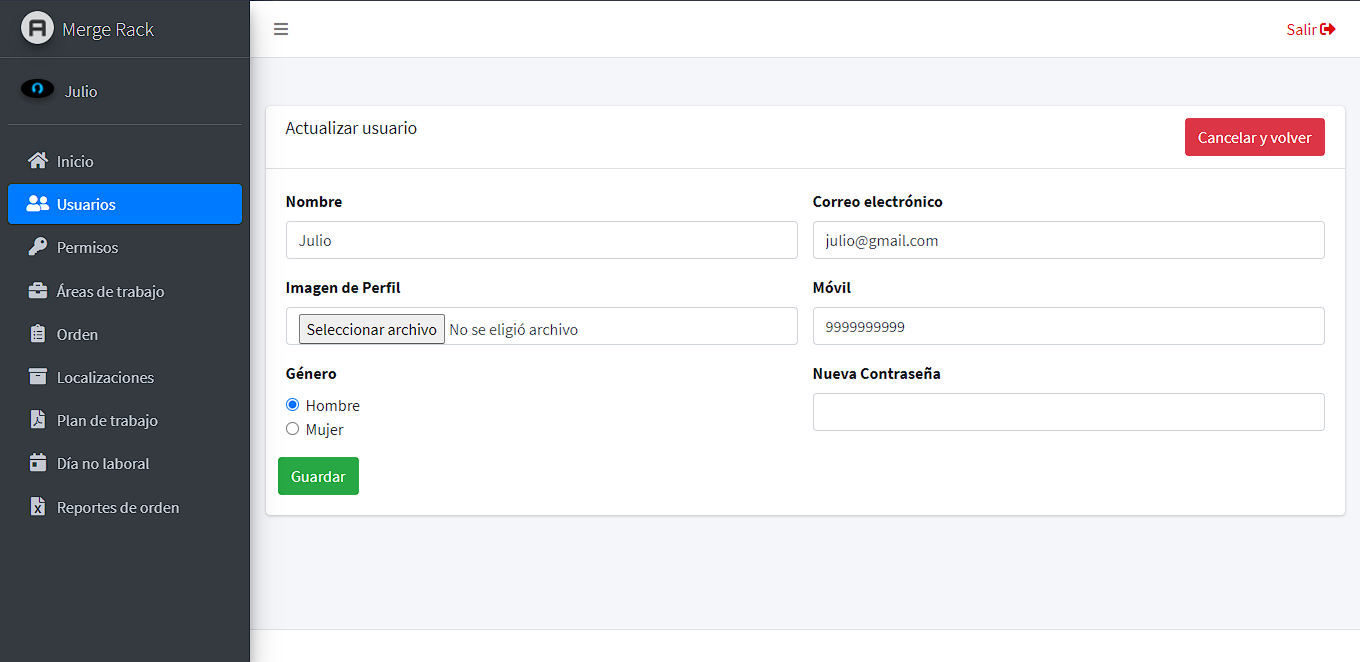 Merge Rack
Salir
Julio
Inicio
Usuarios
Permisos
Áreas de trabajo
Orden
Localizaciones
Plan de trabajo
Día no laboral
Reportes de orden
Actualizar usuario
Cancelar y volver
Nombre
Julio
Correo electrónico
julio@gmail.com
Imagen de Perfil
Seleccionar archivo No se eligió archivo
Móvil
9999999999
Género
Hombre
Mujer
Nueva Contraseña
Guardar